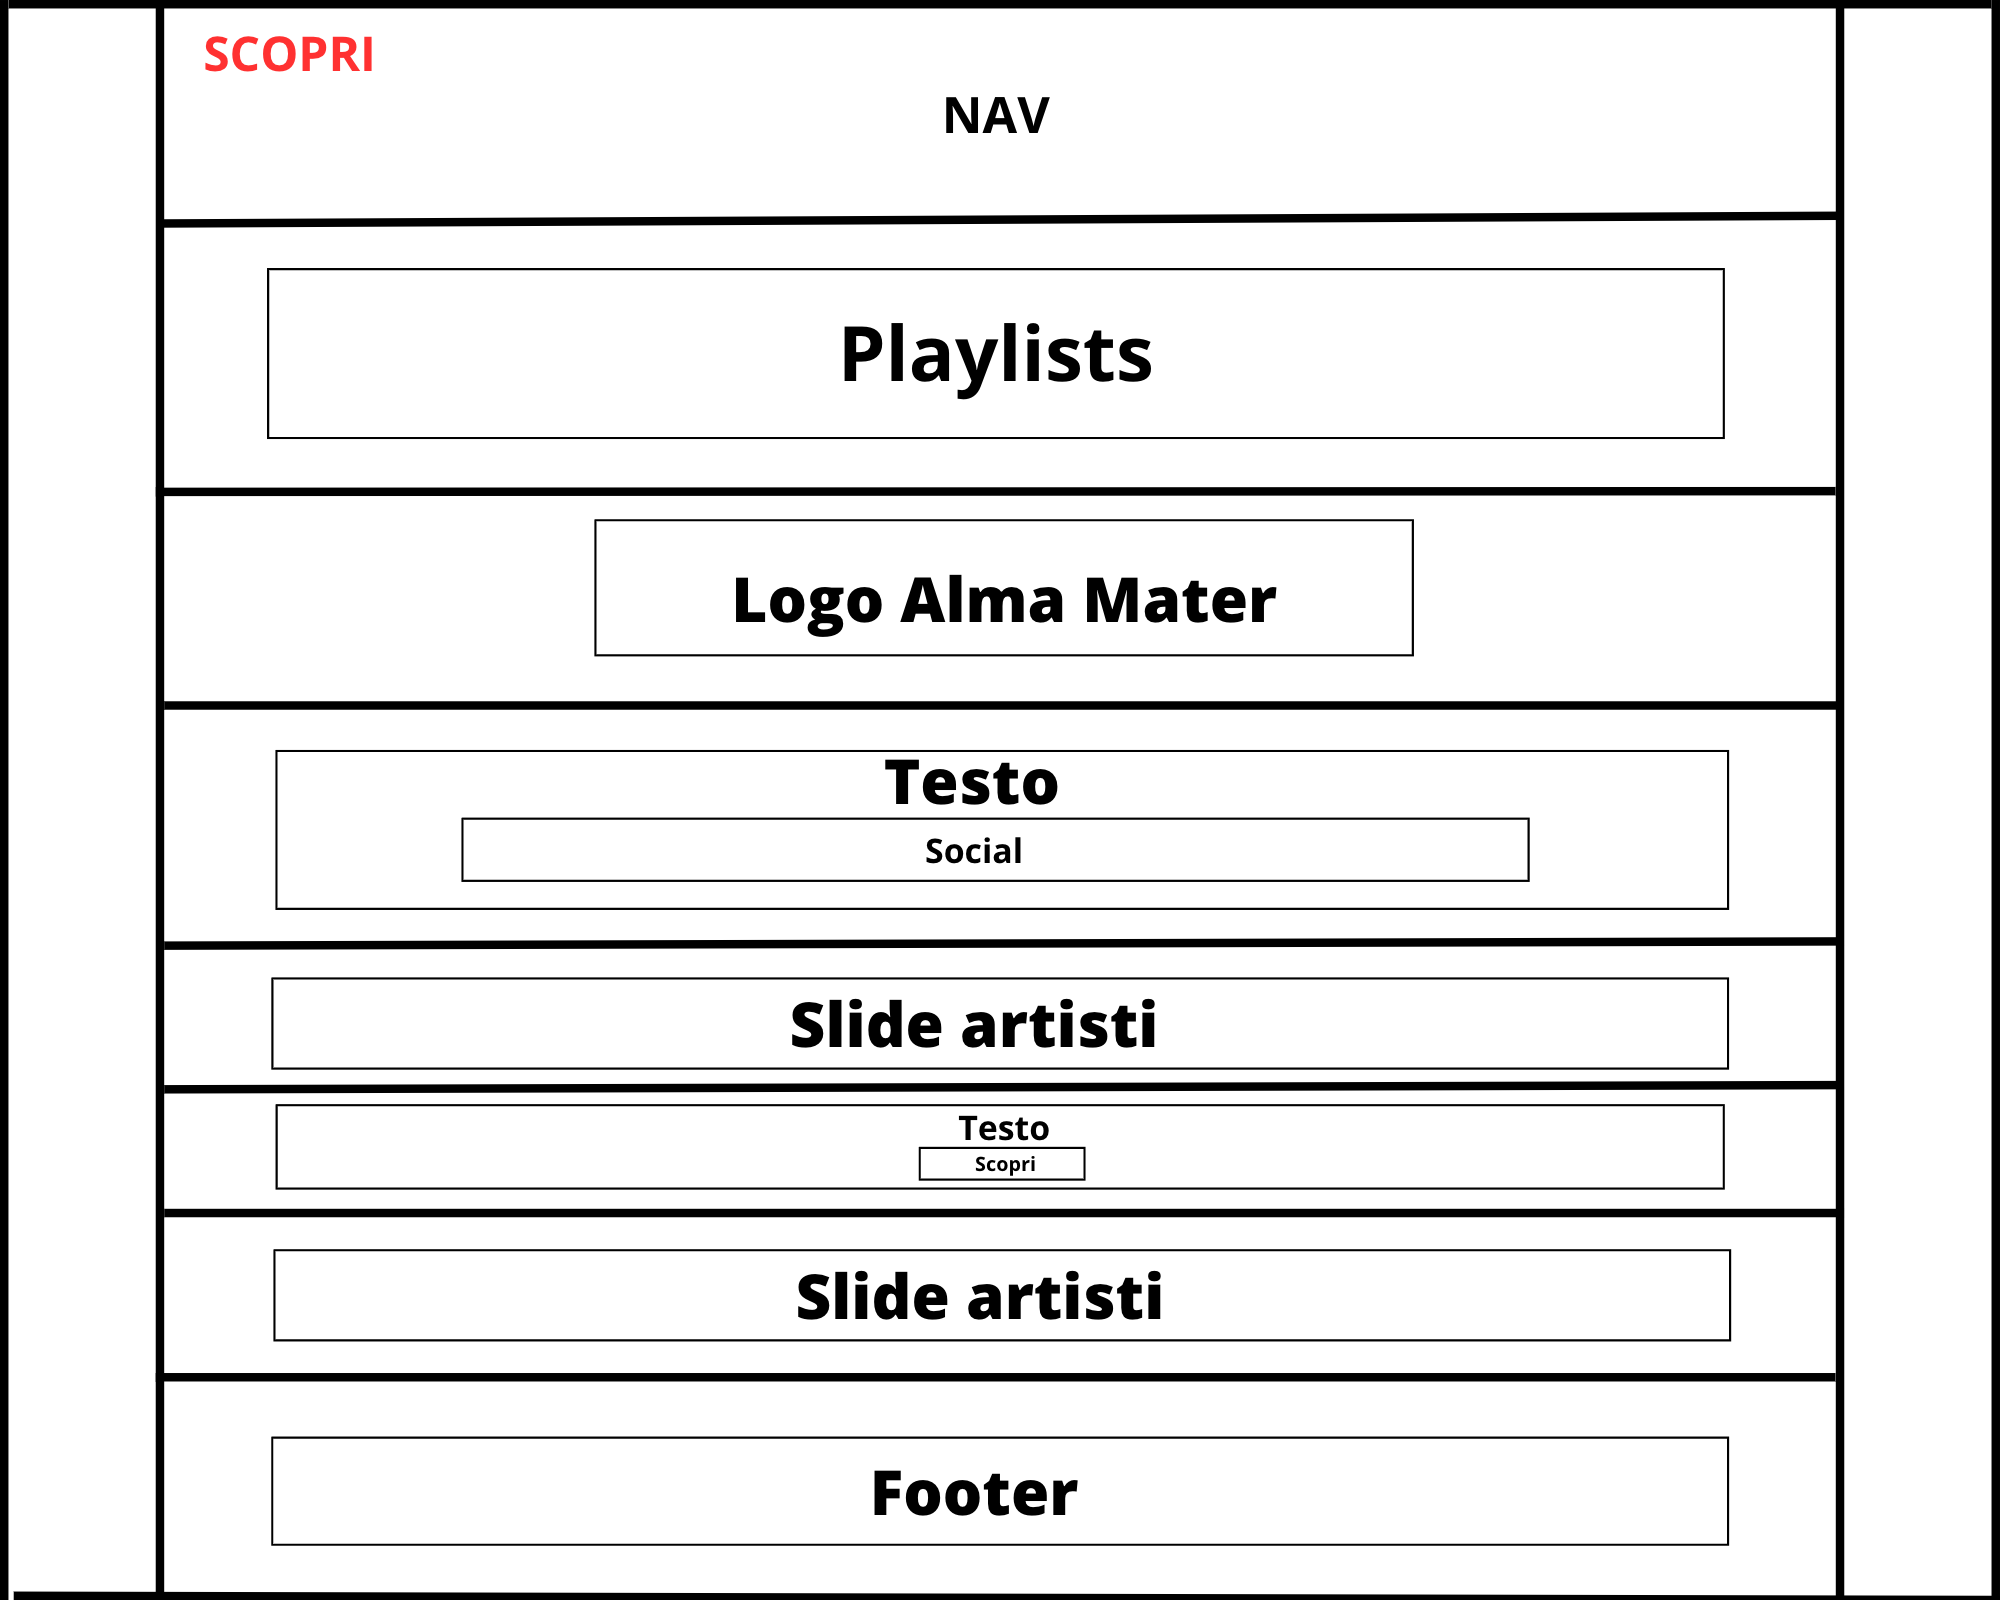 SCOPRI
NAV
Playlists
Logo Alma Mater
Testo
Social
Slide artisti
Testo
Scopri
Slide artisti
Footer